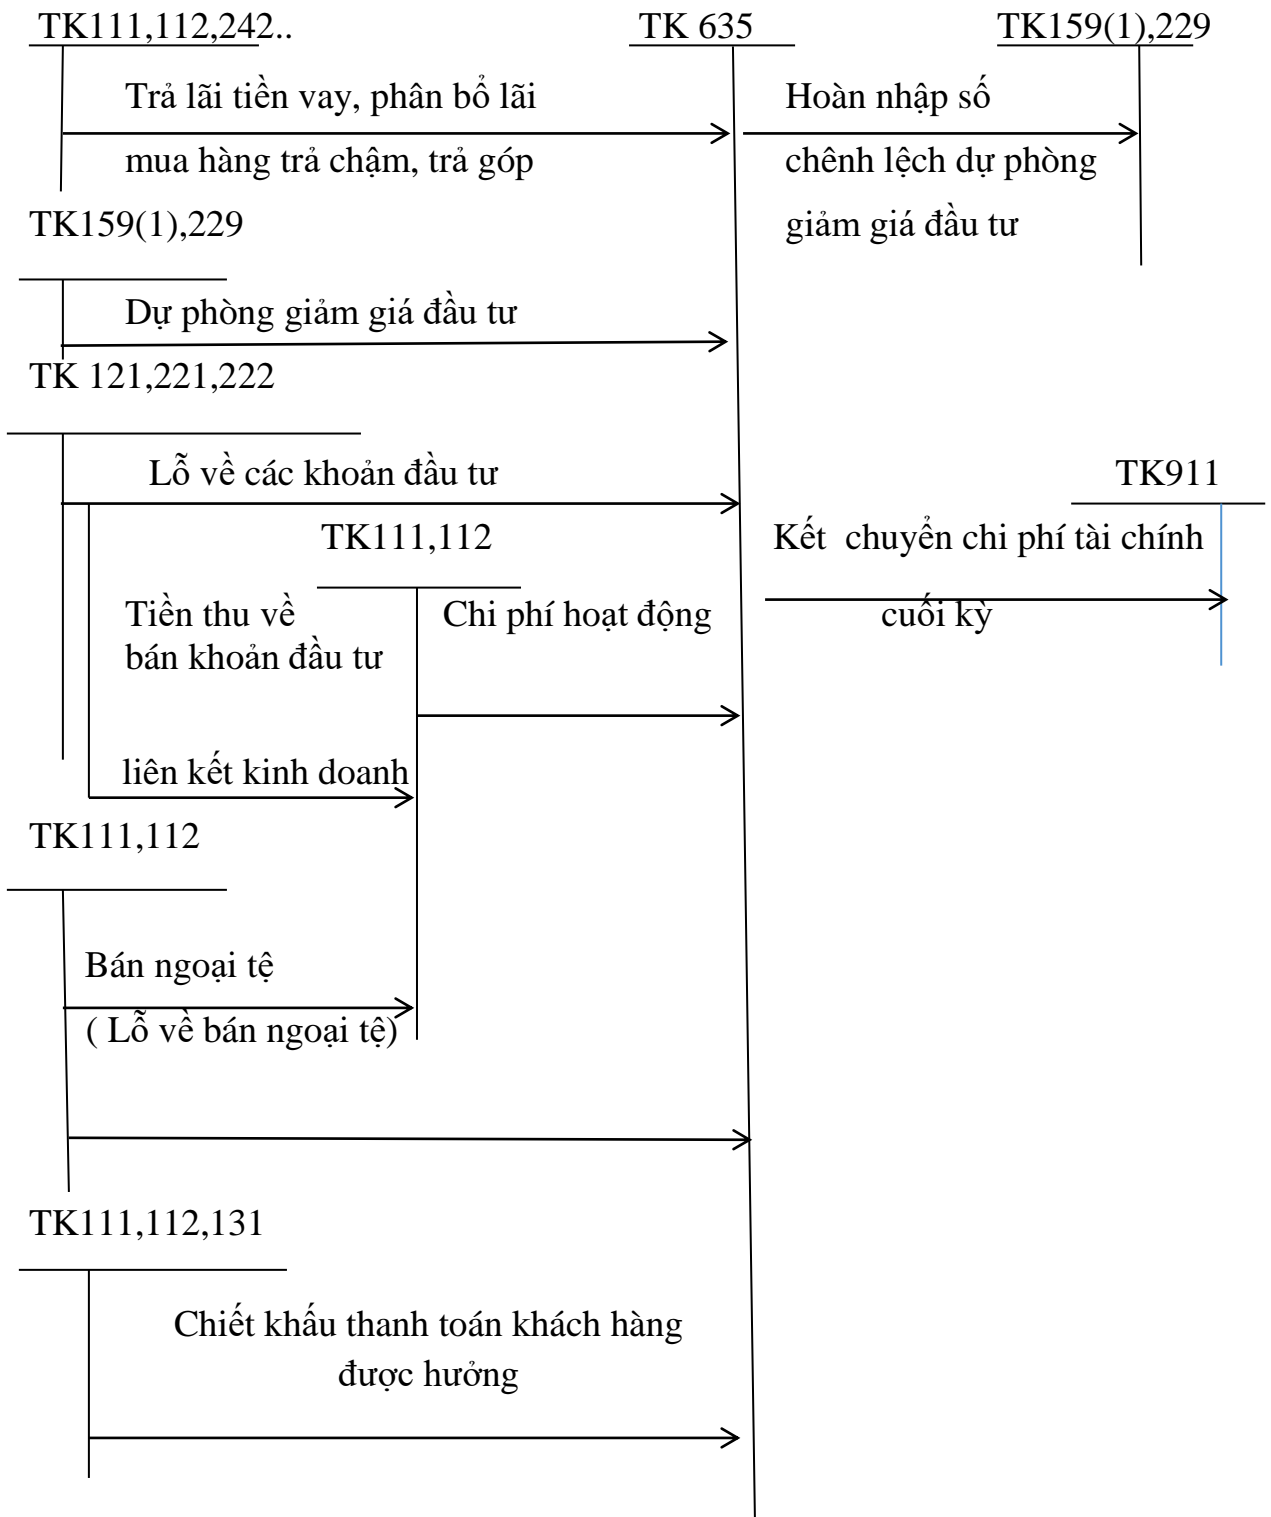 TK111,112,242..
TK 635
TK159(1),229
Trả lãi tiền vay, phân bổ lãi
mua hàng trả chậm, trả góp
Hoàn nhập số
chênh lệch dự phòng
giảm giá đầu tư
TK159(1),229
Dự phòng giảm giá đầu tư
TK 121,221,222
Lỗ về các khoản đầu tư
TK911
TK111,112
Kết chuyển chi phí tài chính
cuối kỳ
Tiền thu về
bán khoản đầu tư
Chi phí hoạt động
liên kết kinh doanh
TK111,112
Bán ngoại tệ
( Lỗ về bán ngoại tệ)
TK111,112,131
Chiết khấu thanh toán khách hàng
được hưởng